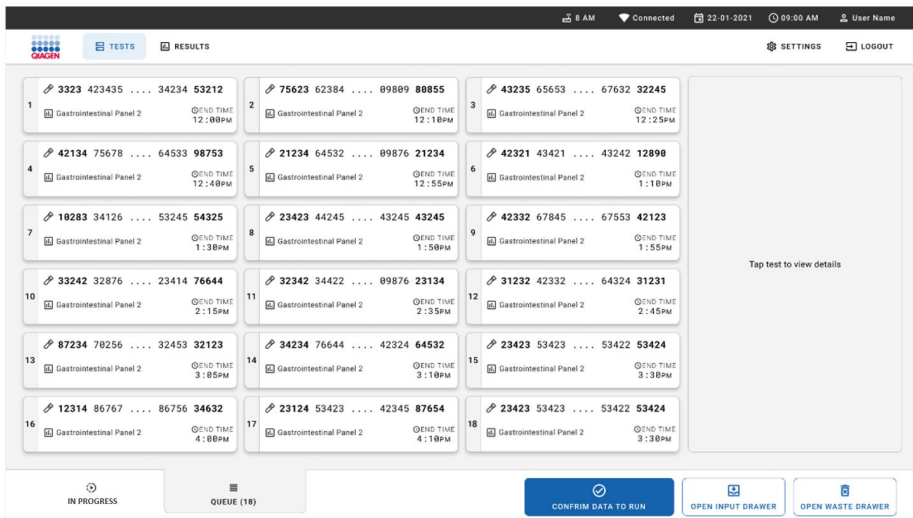 8 AM Connected 22-01-2021 09:00 AM User Name
QIAGEN TESTS RESULTS SETTINGS LOGOUT
1 3323 423435 .... 34234 53212
Gastrointestinal Panel 2 END TIME 12:00PM
2 75623 62384 .... 09809 80855
Gastrointestinal Panel 2 END TIME 12:10PM
3 43235 65653 .... 67632 32245
Gastrointestinal Panel 2 END TIME 12:25PM
4 42134 75678 .... 64533 98753
Gastrointestinal Panel 2 END TIME 12:40PM
5 21234 64532 .... 09876 21234
Gastrointestinal Panel 2 END TIME 12:55PM
6 42321 43421 .... 43242 12890
Gastrointestinal Panel 2 END TIME 1:10PM
7 10283 34126 .... 53245 54325
Gastrointestinal Panel 2 END TIME 1:30PM
8 23423 44245 .... 43245 43245
Gastrointestinal Panel 2 END TIME 1:50PM
9 42332 67845 .... 67553 42123
Gastrointestinal Panel 2 END TIME 1:55PM
10 33242 32876 .... 23414 76644
Gastrointestinal Panel 2 END TIME 2:15PM
11 32342 34422 .... 09876 23134
Gastrointestinal Panel 2 END TIME 2:35PM
12 31232 42332 .... 64324 31231
Gastrointestinal Panel 2 END TIME 2:45PM
13 87234 70256 .... 32453 32123
Gastrointestinal Panel 2 END TIME 3:05PM
14 34234 76644 .... 42324 64532
Gastrointestinal Panel 2 END TIME 3:10PM
15 23423 53423 .... 53422 53424
Gastrointestinal Panel 2 END TIME 3:30PM
16 12314 86767 .... 86756 34632
Gastrointestinal Panel 2 END TIME 4:00PM
17 23124 53423 .... 42345 87654
Gastrointestinal Panel 2 END TIME 4:10PM
18 23423 53423 .... 53422 53424
Gastrointestinal Panel 2 END TIME 3:30PM
Tap test to view details
IN PROGRESS QUEUE (18) CONFRIM DATA TO RUN OPEN INPUT DRAWER OPEN WASTE DRAWER